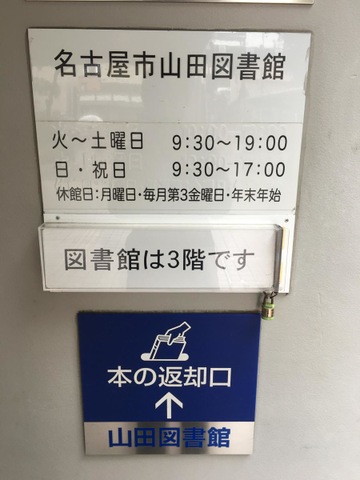 名古屋市山田図書館
火～土曜日 9:30～19:00
日・祝日 9:30～17:00
休館日:月曜日・毎月第3金曜日・年末年始
図書館は3階です
本の返却口
↑
山田図書館